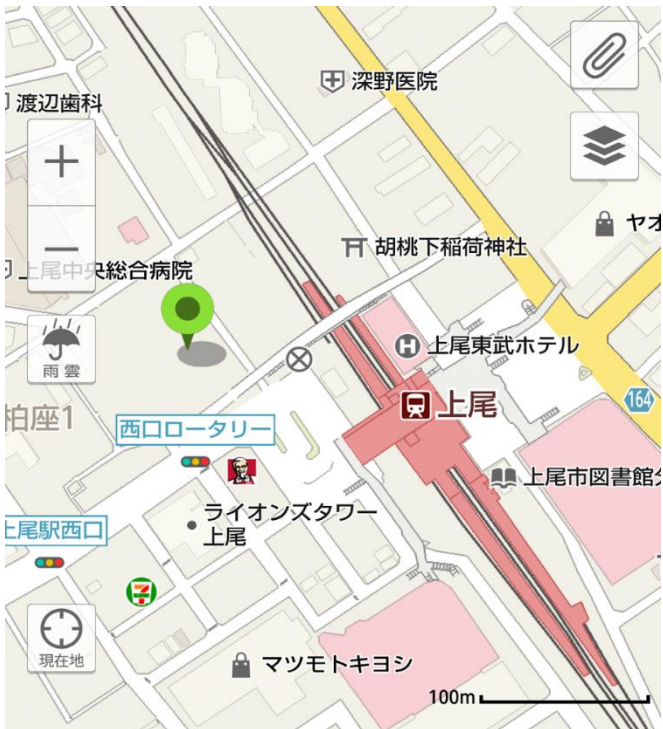 深野医院
渡辺歯科
ヤオ
胡桃下稲荷神社
上尾中央総合病院
上尾東武ホテル
雨雲
164
上尾
柏座1
西口ロータリー
上尾市図書館
ライオンズタワー
上尾
上尾駅西口
7
現在地
マツモトキヨシ
100m